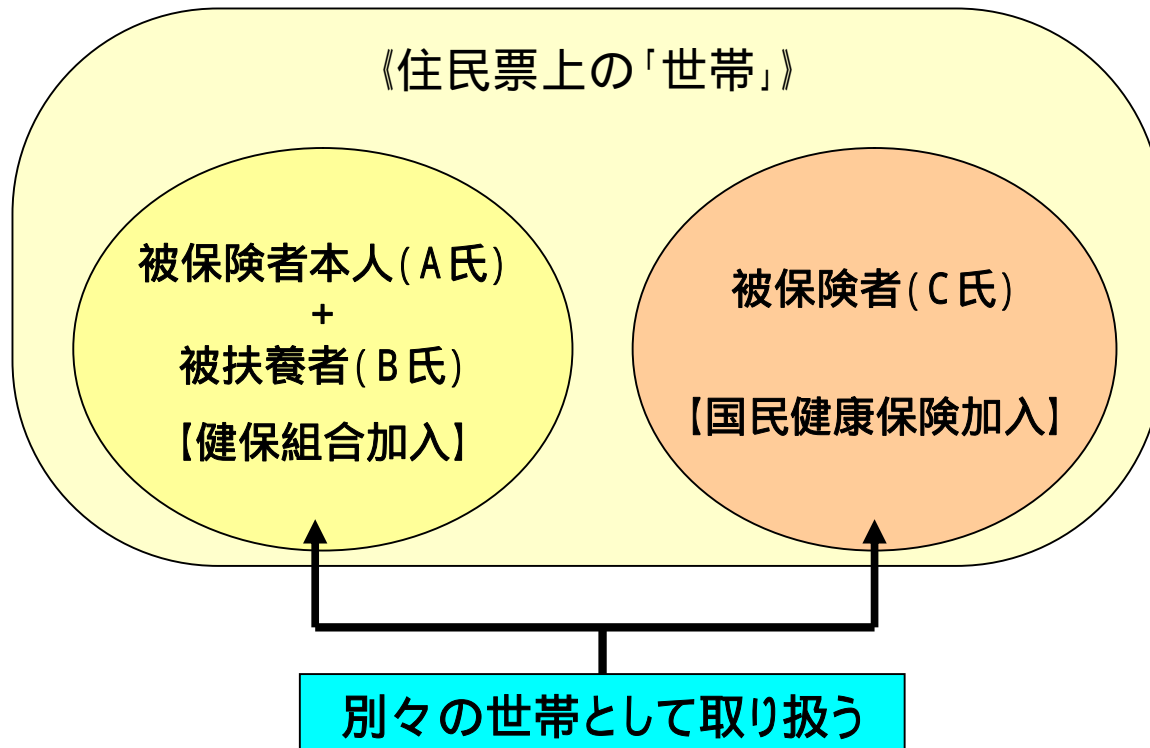 《住民票上の「世帯」》
被保険者本人(A氏)
+
被扶養者(B氏)
【健保組合加入】
被保険者(C氏)
【国民健康保険加入】
別々の世帯として取り扱う